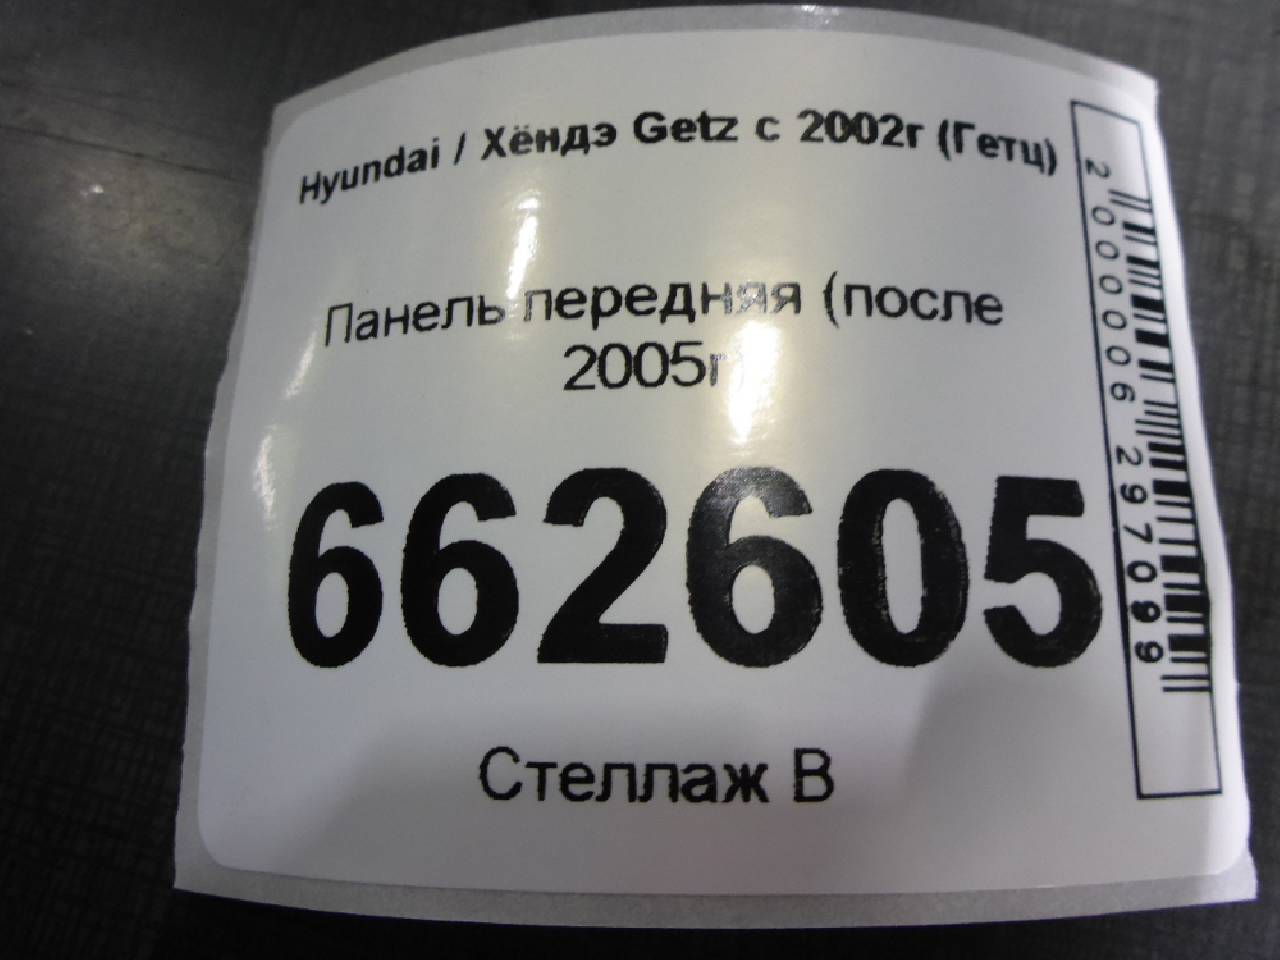 Hyundai / Хёндэ Getz с 2002г (Гетц)
Панель передняя (после
2005г)
662605
Стеллаж В
2000006297099